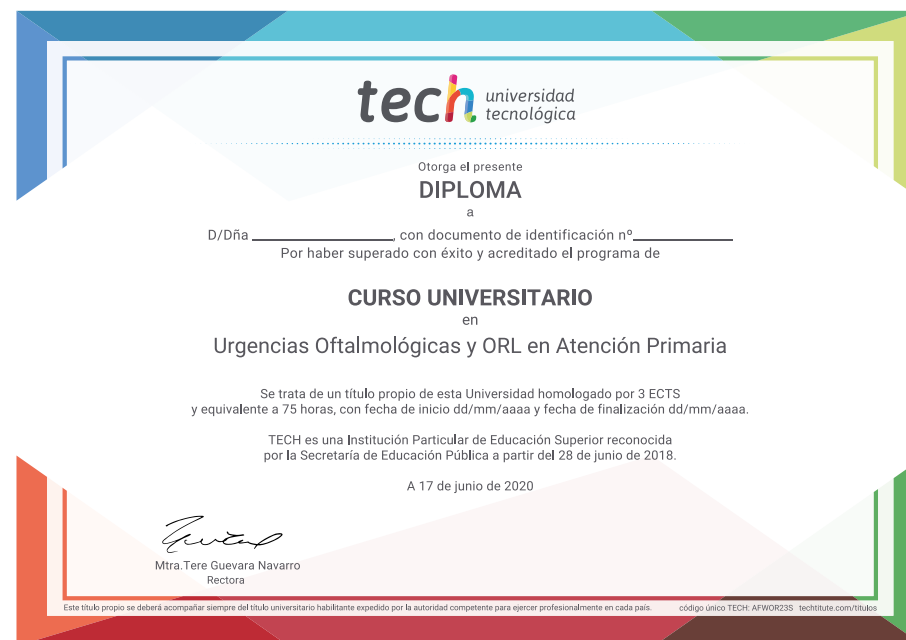 tech universidad
tecnológica
Otorga el presente
DIPLOMA
a
D/Dña ____________, con documento de identificación nº____________
Por haber superado con éxito y acreditado el programa de
CURSO UNIVERSITARIO
en
Urgencias Oftalmológicas y ORL en Atención Primaria
Se trata de un título propio de esta Universidad homologado por 3 ECTS
y equivalente a 75 horas, con fecha de inicio dd/mm/aaaa y fecha de finalización dd/mm/aaaa.
TECH es una Institución Particular de Educación Superior reconocida
por la Secretaría de Educación Pública a partir del 28 de junio de 2018.
A 17 de junio de 2020
Mtra.Tere Guevara Navarro
Rectora
Este título propio se deberá acompañar siempre del título universitario habilitante expedido por la autoridad competente para ejercer profesionalmente en cada país. código único TECH: AFWOR23S techtitute.com/titulos